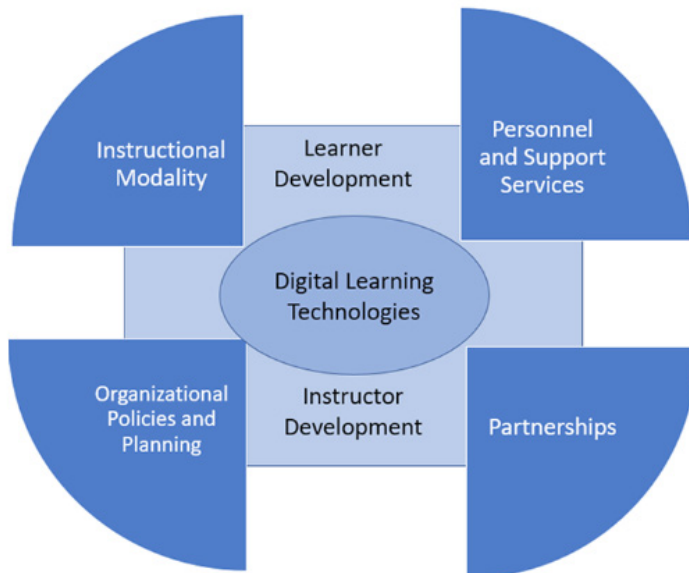 Instructional
Modality
Learner
Development
Personnel
and Support
Services
Digital Learning
Technologies
Organizational
Policies and
Planning
Instructor
Development
Partnerships